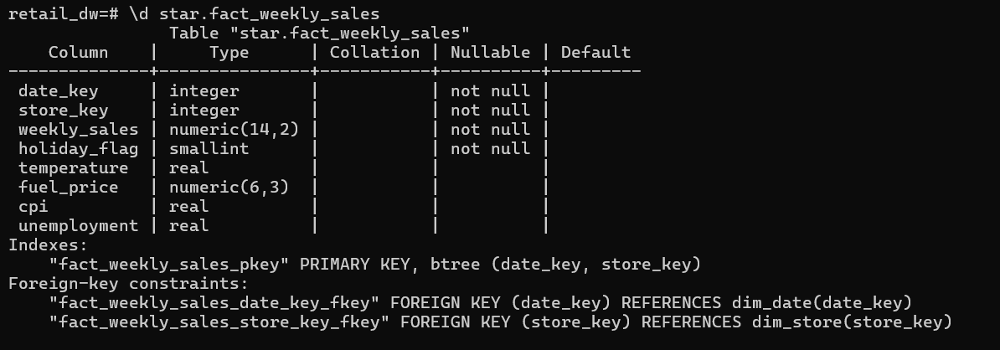 retail_dw=# \d star.fact_weekly_sales
                 Table "star.fact_weekly_sales"
    Column    |     Type      | Collation | Nullable | Default
--------------+---------------+-----------+----------+---------
 date_key     | integer       |           | not null |
 store_key    | integer       |           | not null |
 weekly_sales | numeric(14,2) |           | not null |
 holiday_flag | smallint      |           | not null |
 temperature  | real          |           |          |
 fuel_price   | numeric(6,3)  |           |          |
 cpi          | real          |           |          |
 unemployment | real          |           |          |
Indexes:
    "fact_weekly_sales_pkey" PRIMARY KEY, btree (date_key, store_key)
Foreign-key constraints:
    "fact_weekly_sales_date_key_fkey" FOREIGN KEY (date_key) REFERENCES dim_date(date_key)
    "fact_weekly_sales_store_key_fkey" FOREIGN KEY (store_key) REFERENCES dim_store(store_key)